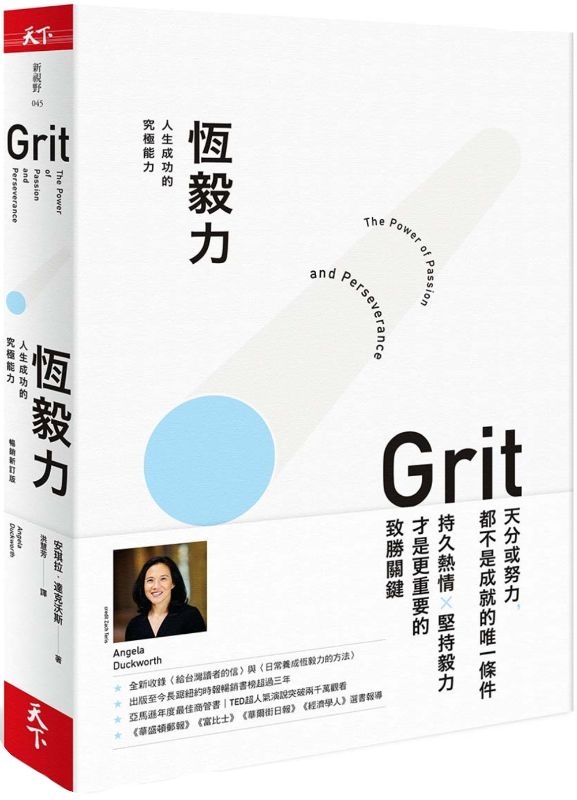 天下
新視野
045
Grit
The Power
of
Passion
and
Perseverance
恆毅力
人生成功的
究極能力
暢銷新訂版
Angela
Duckworth
安琪拉・達克沃斯——著
洪慧芳——譯
天下
恆毅力
人生成功的
究極能力
The Power of Passion
and Perseverance
Grit
天分或努力,
都不是成就的唯一條件
持久熱情×堅持毅力
才是更重要的
致勝關鍵
credit Zach Teris
Angela
Duckworth
★ 全新收錄〈給台灣讀者的信〉與〈日常養成恆毅力的方法〉
★ 出版至今長踞紐約時報暢銷書榜超過三年
★ 亞馬遜年度最佳商管書｜TED超人氣演說突破兩千萬觀看
★ 《華盛頓郵報》《富比士》《華爾街日報》《經濟學人》選書報導